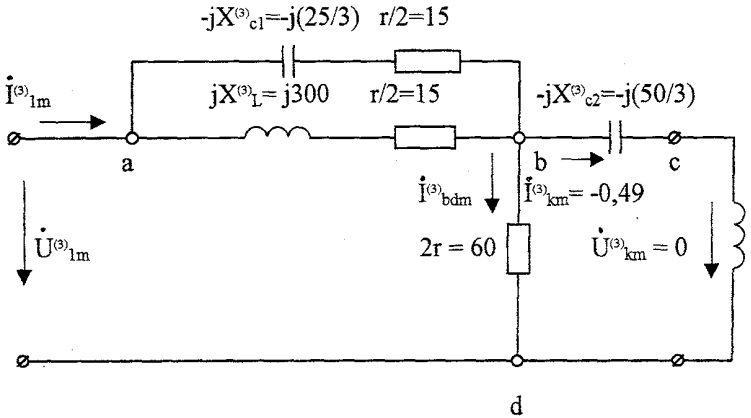 -jX⁽³⁾c1=-j(25/3) r/2=15
İ⁽³⁾1m jX⁽³⁾L= j300 r/2=15 -jX⁽³⁾c2=-j(50/3)
a b c
İ⁽³⁾bdm İ⁽³⁾km= -0,49
U̇⁽³⁾1m 2r = 60 U̇⁽³⁾km = 0
d